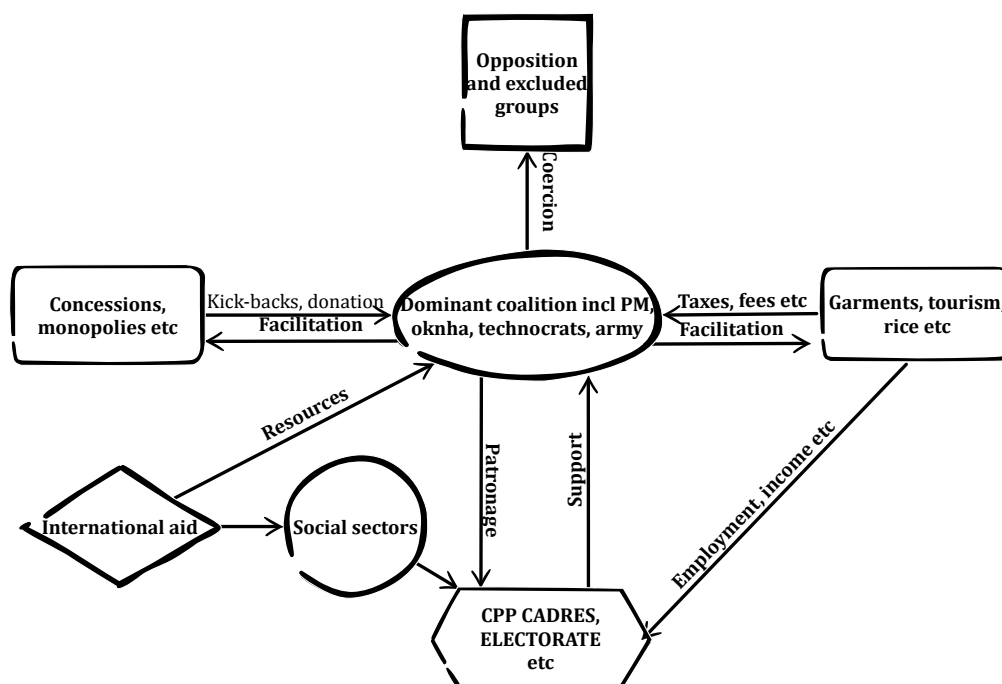 Opposition
and excluded
groups
Coercion
Concessions,
monopolies etc
Kick-backs, donation
Facilitation
Dominant coalition incl PM,
oknha, technocrats, army
Taxes, fees etc
Facilitation
Garments, tourism,
rice etc
Resources
Patronage
Support
Employment, income etc
International aid
Social sectors
CPP CADRES,
ELECTORATE
etc